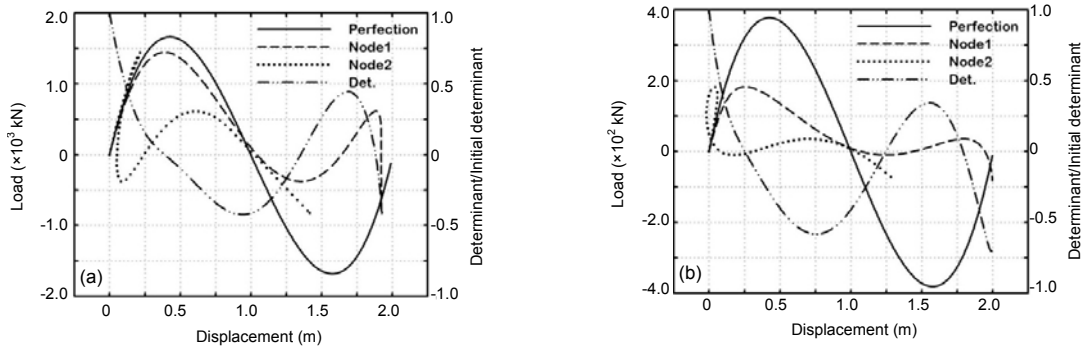 2.0
1.0
0
-1.0
-2.0
Load (×10³ kN)
Perfection
Node1
Node2
Det.
(a)
1.0
0.5
0
-0.5
-1.0
Determinant/Initial determinant
0 0.5 1.0 1.5 2.0
Displacement (m)
4.0
2.0
0
-2.0
-4.0
Load (×10² kN)
Perfection
Node1
Node2
Det.
(b)
1.0
0.5
0
-0.5
-1.0
Determinant/Initial determinant
0 0.5 1.0 1.5 2.0
Displacement (m)